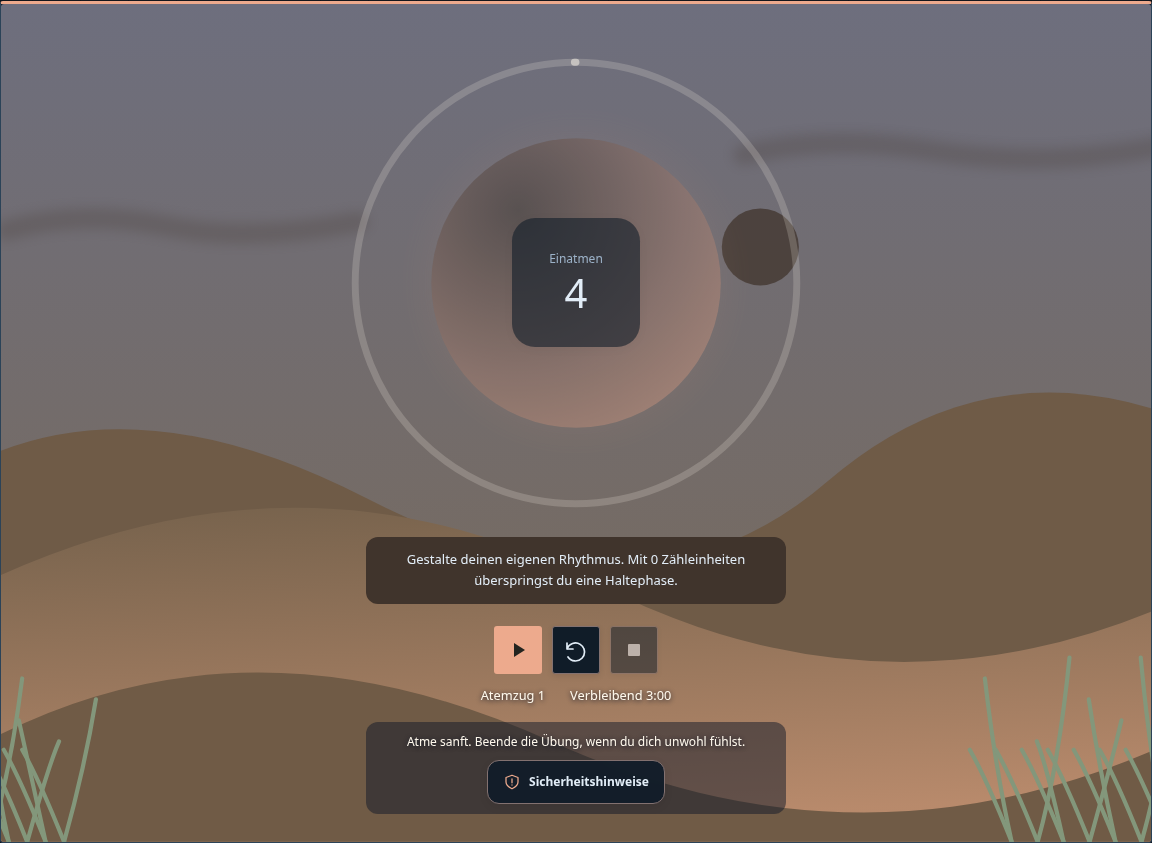 Einatmen
4
Gestalte deinen eigenen Rhythmus. Mit 0 Zähleinheiten
überspringst du eine Haltephase.
Atemzug 1 Verbleibend 3:00
Atme sanft. Beende die Übung, wenn du dich unwohl fühlst.
Sicherheitshinweise